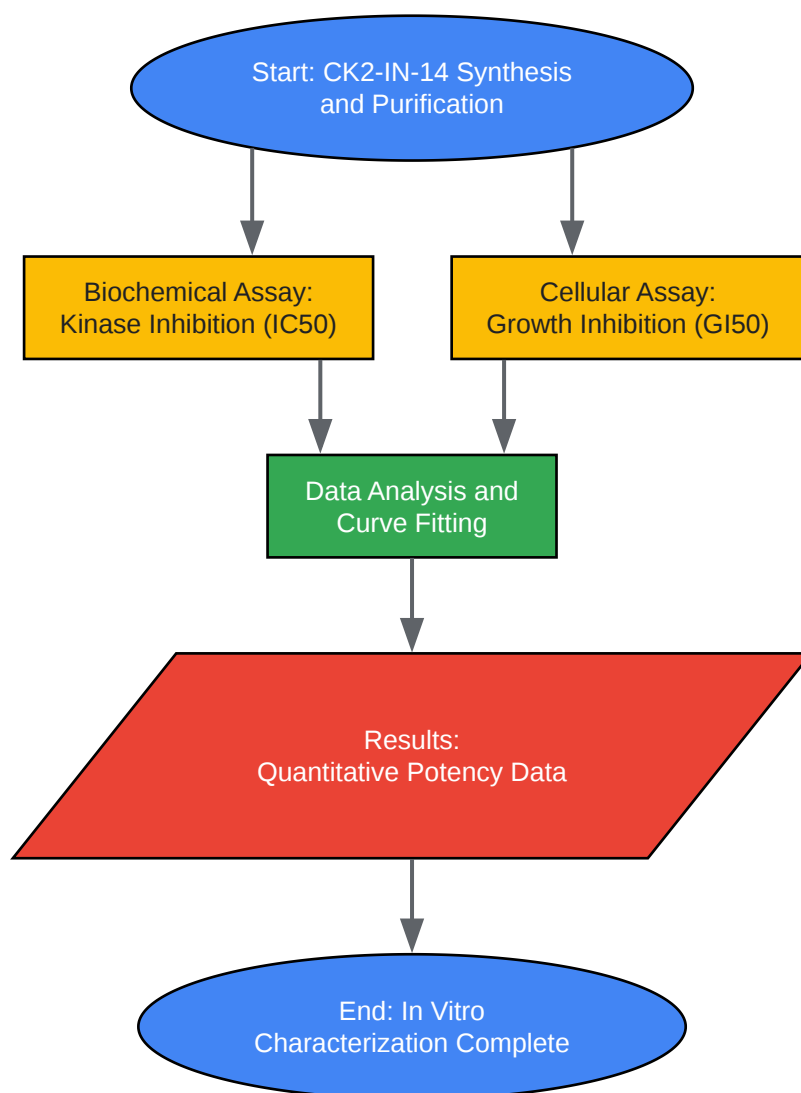 Start: CK2-IN-14 Synthesis
and Purification
Biochemical Assay:
Kinase Inhibition (IC50)
Cellular Assay:
Growth Inhibition (GI50)
Data Analysis and
Curve Fitting
Results:
Quantitative Potency Data
End: In Vitro
Characterization Complete